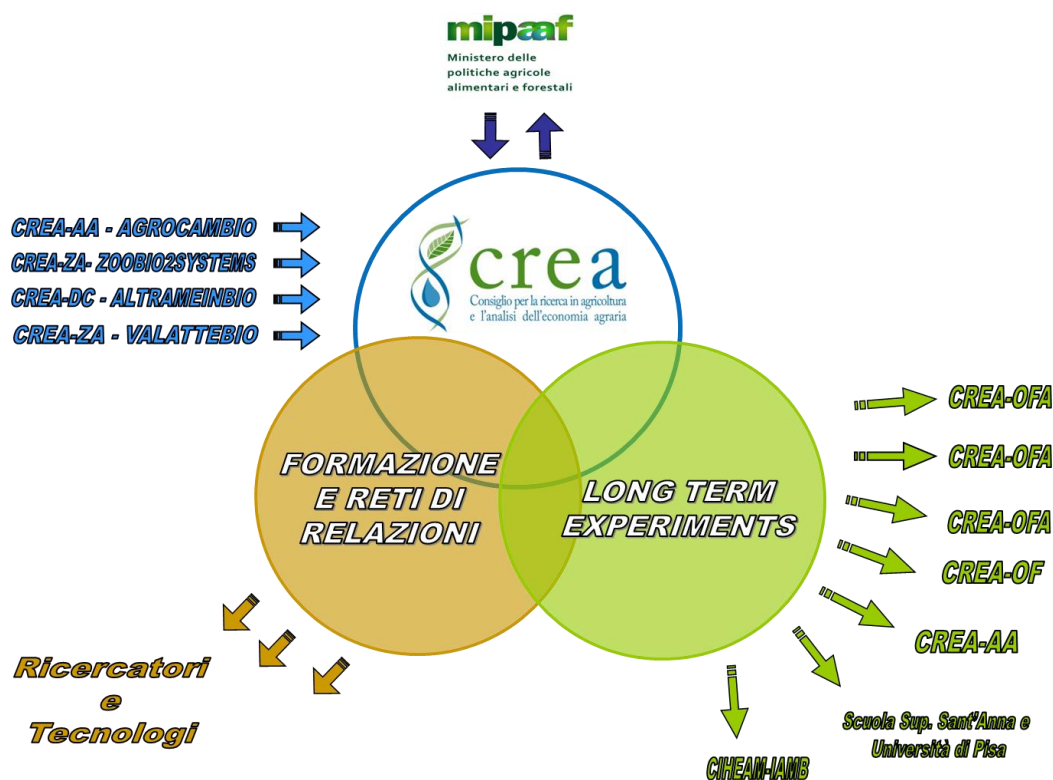 mipaaf
Ministero delle
politiche agricole
alimentari e forestali
CREA-AA - AGROCAMBIO
CREA-ZA- ZOOBIO2SYSTEMS
CREA-DC - ALTRAMEINBIO
CREA-ZA - VALATTEBIO
crea
Consiglio per la ricerca in agricoltura
e l'analisi dell'economia agraria
FORMAZIONE
E RETI DI
RELAZIONI
LONG TERM
EXPERIMENTS
CREA-OFA
CREA-OFA
CREA-OFA
CREA-OF
CREA-AA
Scuola Sup. Sant'Anna e
Università di Pisa
CIHEAM-IAMB
Ricercatori
e
Tecnologi